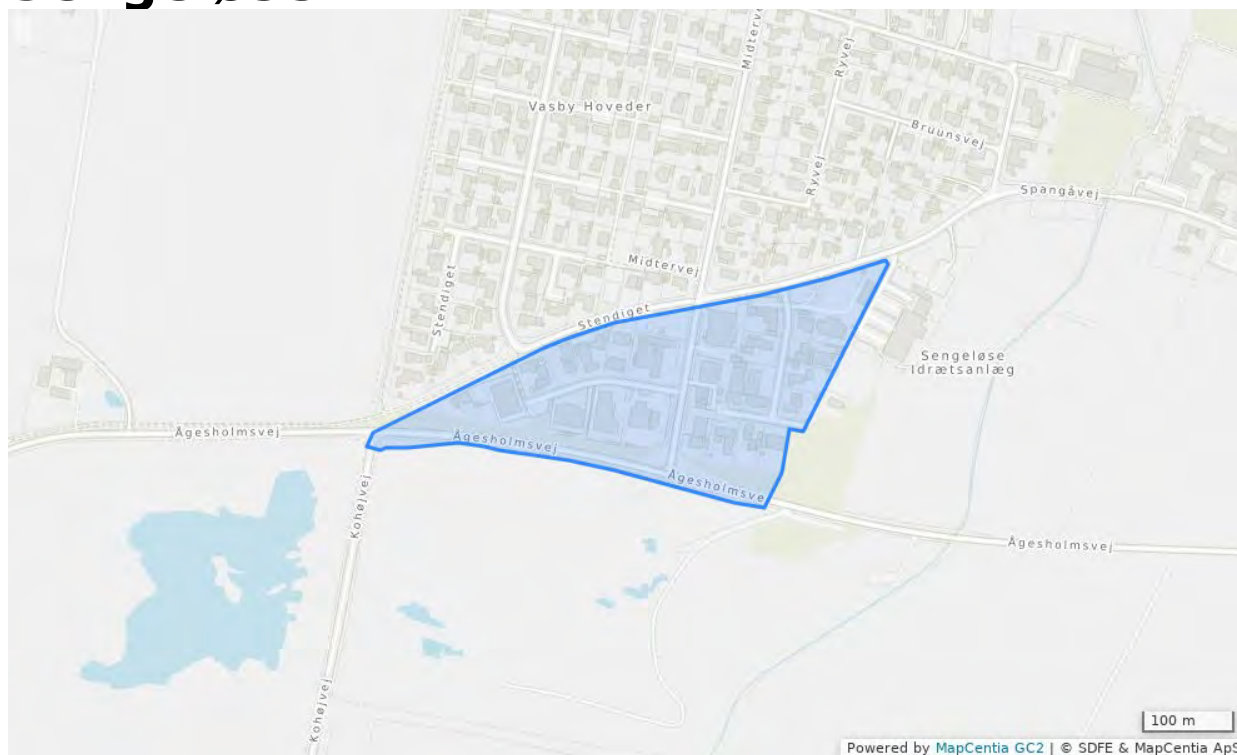 Vasby Hoveder
Midtervej
Ryvej
Bruunsvej
Ryvej
Spangåvej
Midtervej
Stendiget
Stendiget
Sengeløse
Idrætsanlæg
Ågesholmsvej
Ågesholmsvej
Ågesholmsve
Kohøjvej
Ågesholmsvej
Kohøjvej
100 m
Powered by MapCentia GC2 | © SDFE & MapCentia ApS